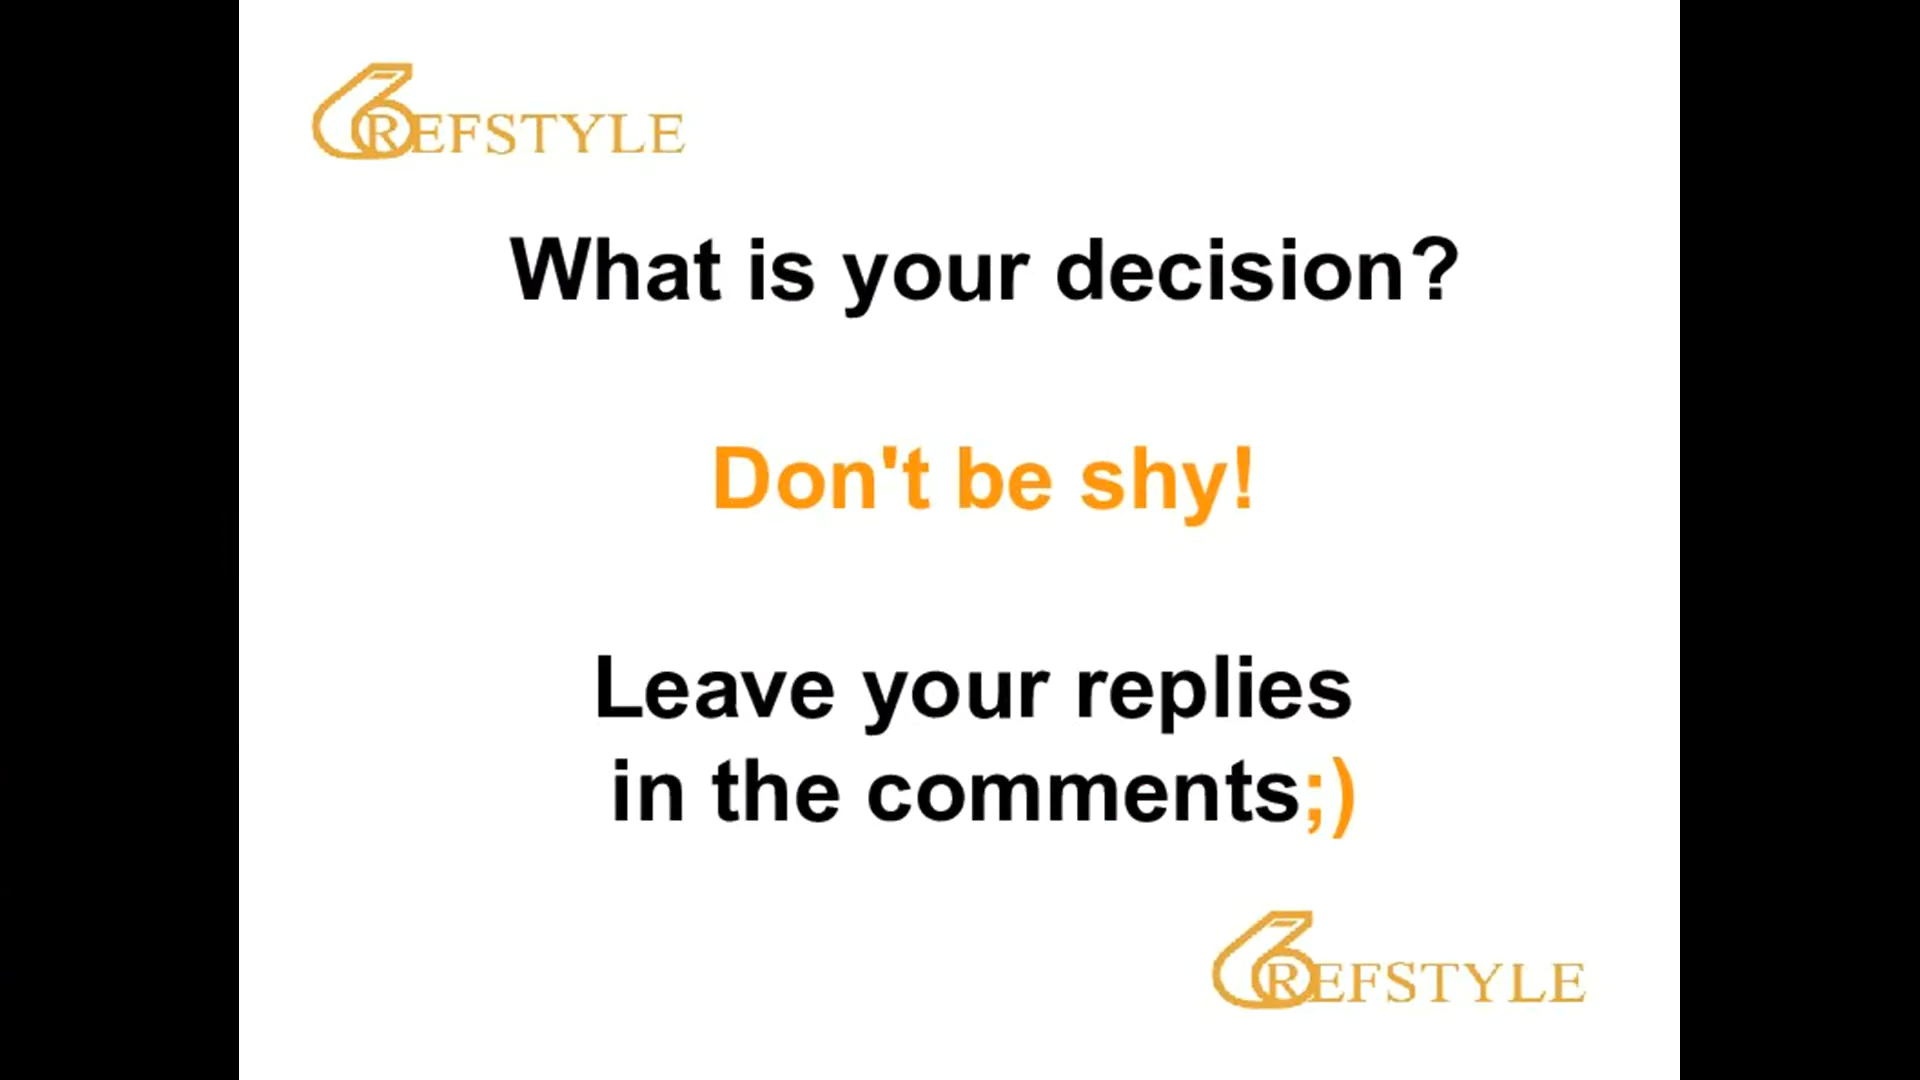 REFSTYLE
What is your decision?
Don't be shy!
Leave your replies
in the comments;)
REFSTYLE